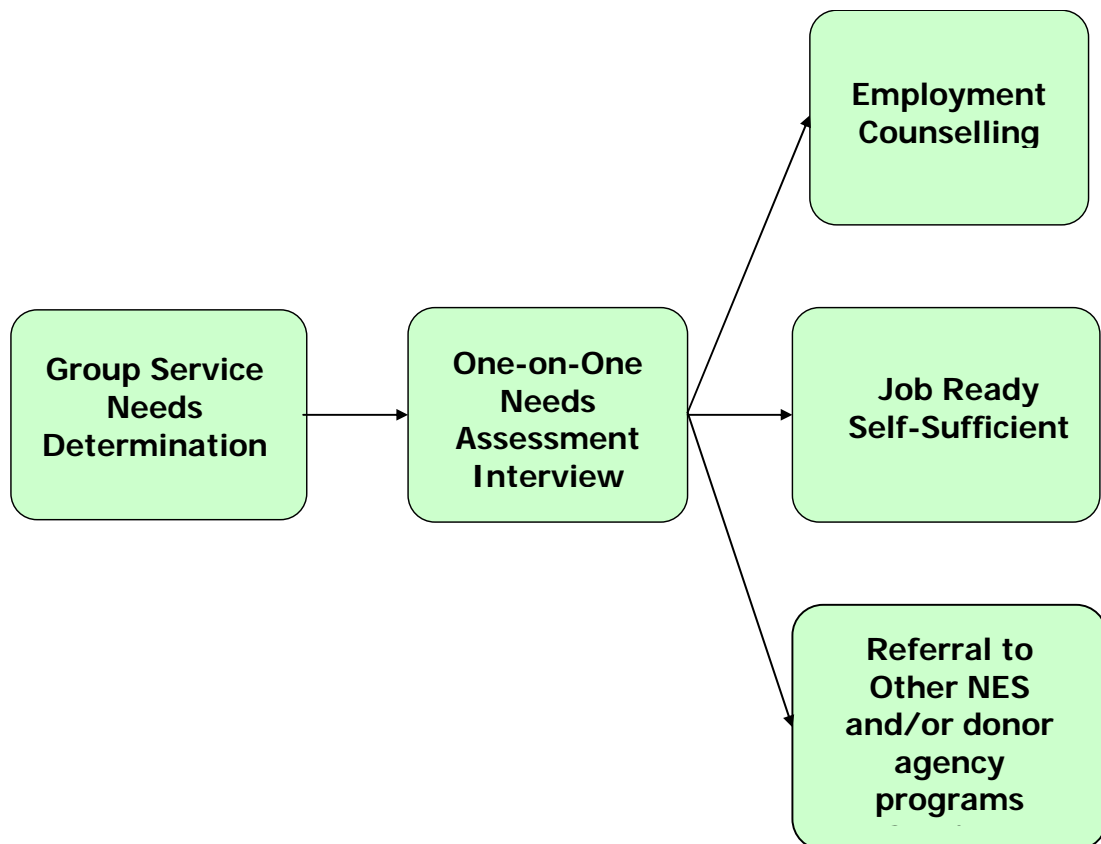 Group Service
Needs
Determination
One-on-One
Needs
Assessment
Interview
Employment
Counselling
Job Ready
Self-Sufficient
Referral to
Other NES
and/or donor
agency
programs